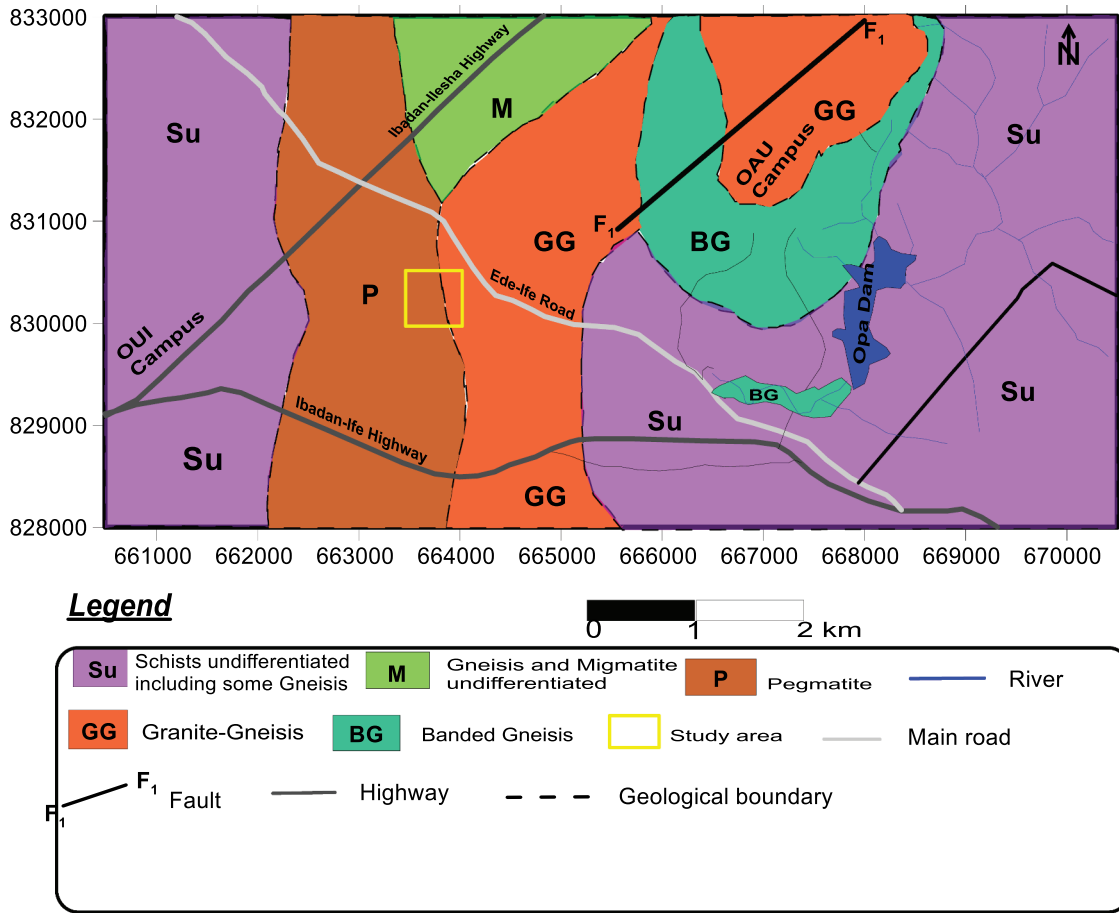 833000
832000
831000
830000
829000
828000
661000
662000
663000
664000
665000
666000
667000
668000
669000
670000
N
Su
Ibadan-Ilesha Highway
M
F1
GG
OAU
Campus
Su
F1
GG
BG
P
Ede-Ife Road
Opa Dam
OUI
Campus
BG
Su
Su
Ibadan-Ife Highway
Su
GG
Legend
0 1 2 km
Su
Schists undifferentiated
including some Gneisis
M
Gneisis and Migmatite
undifferentiated
P
Pegmatite
River
GG
Granite-Gneisis
BG
Banded Gneisis
Study area
Main road
F1
F1
Fault
Highway
Geological boundary